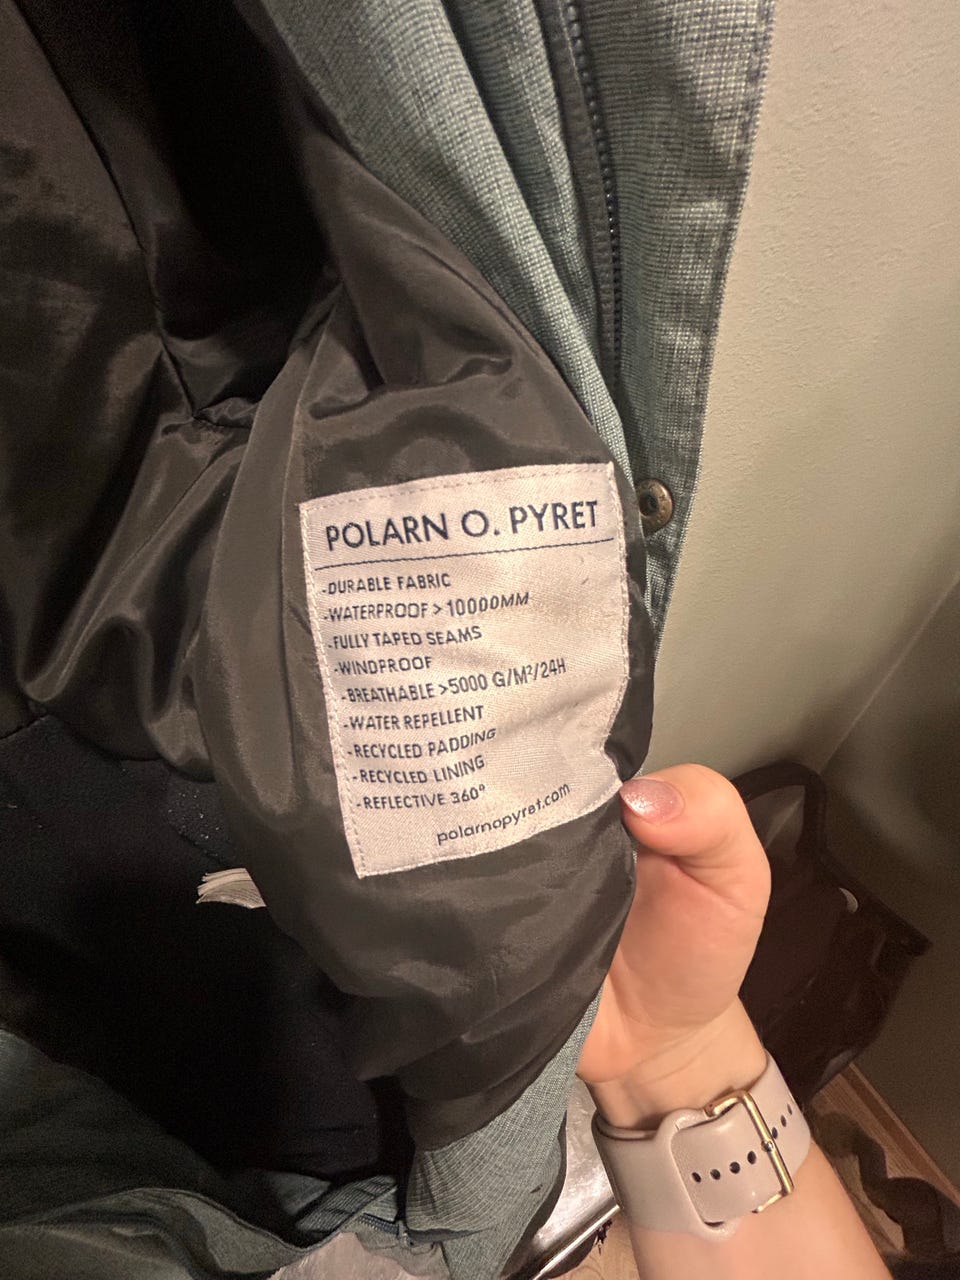 POLARN O. PYRET
-DURABLE FABRIC
-WATERPROOF > 10000MM
-FULLY TAPED SEAMS
-WINDPROOF
-BREATHABLE >5000 G/M²/24H
-WATER REPELLENT
-RECYCLED PADDING
-RECYCLED LINING
-REFLECTIVE 360°
polarnopyret.com